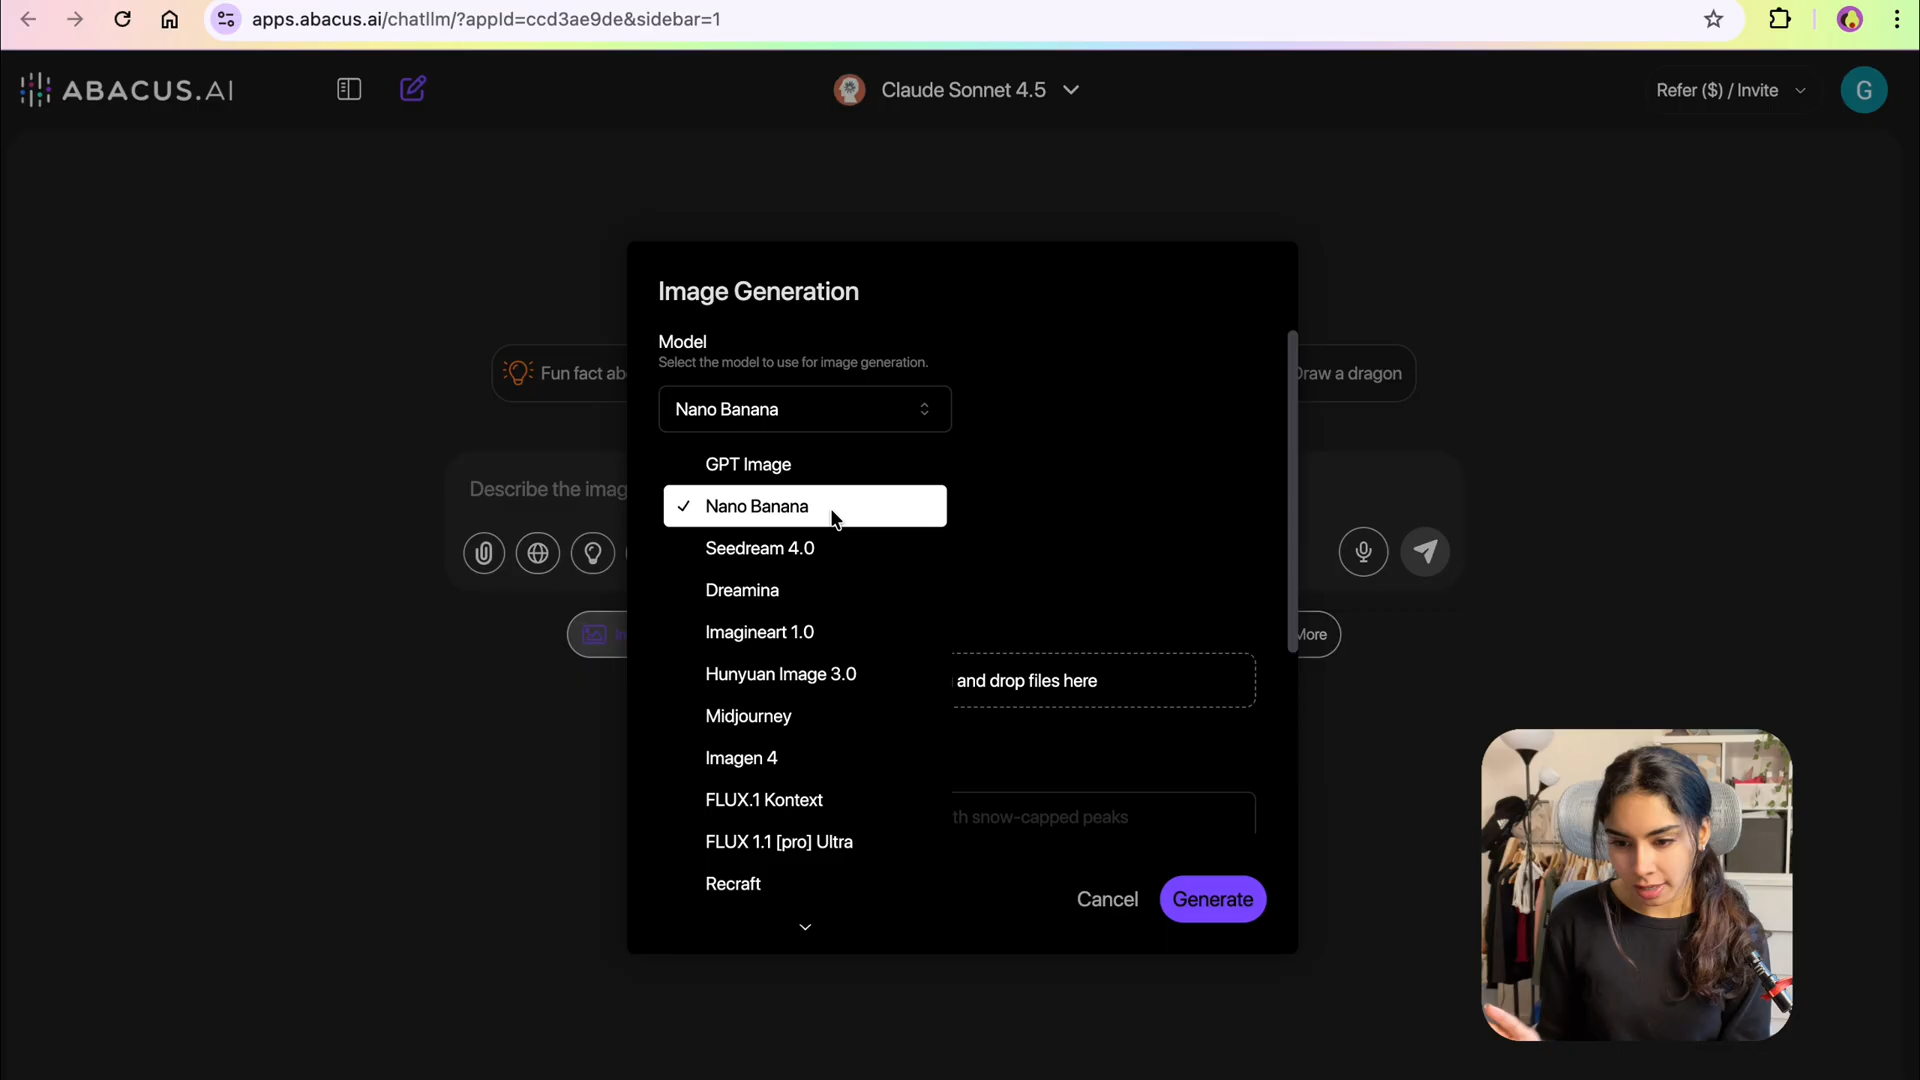 apps.abacus.ai/chatllm/?appId=ccd3ae9de&sidebar=1
ABACUS.AI
Claude Sonnet 4.5
Refer ($) / Invite
G
Image Generation
Model
Select the model to use for image generation.
Fun fact ab
Draw a dragon
Nano Banana
GPT Image
Describe the imag
Nano Banana
Seedream 4.0
Dreamina
Imagineart 1.0
More
Hunyuan Image 3.0
and drop files here
Midjourney
Imagen 4
FLUX.1 Kontext
th snow-capped peaks
FLUX 1.1 [pro] Ultra
Recraft
Cancel
Generate